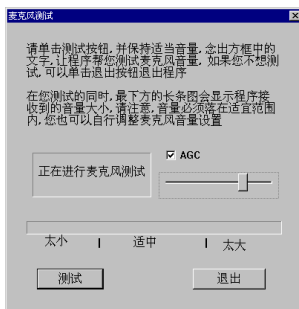 麦克风测试
请单击测试按钮,并保持适当音量,念出方框中的
文字,让程序帮您测试麦克风音量,如果您不想测
试,可以单击退出按钮退出程序
在您测试的同时,最下方的长条图会显示程序接
收到的音量大小,请注意,音量必须落在适宜范围
内,您也可以自行调整麦克风音量设置
正在进行麦克风测试
AGC
太小 适中 太大
测试 退出